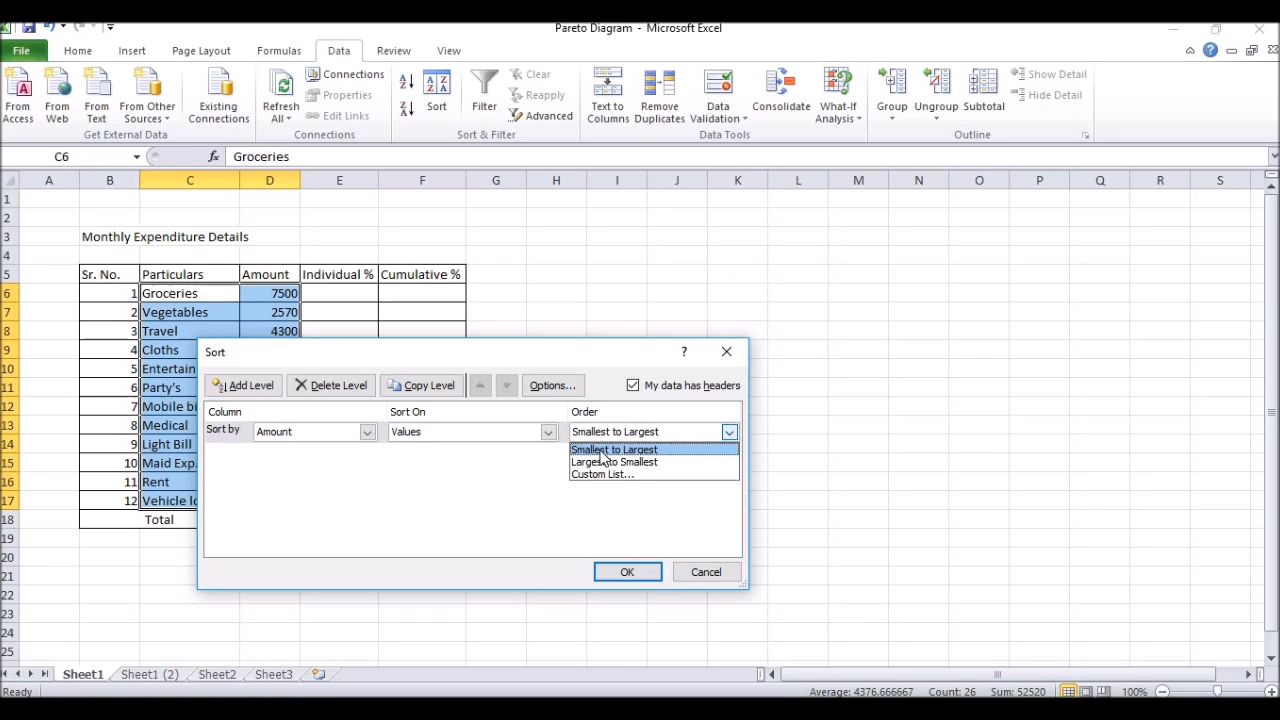 Pareto Diagram - Microsoft Excel
File Home Insert Page Layout Formulas Data Review View
From Access
From Web
From Text
From Other Sources
Existing Connections
Get External Data
Refresh All
Connections
Properties
Edit Links
Connections
A Z
Z A
Sort
Filter
Clear
Reapply
Advanced
Sort & Filter
Text to Columns
Remove Duplicates
Data Validation
Consolidate
What-If Analysis
Data Tools
Group
Ungroup
Subtotal
Show Detail
Hide Detail
Outline
C6 fx Groceries
A B C D E F G H I J K L M N O P Q R S
1
2
3 Monthly Expenditure Details
4
5 Sr. No. Particulars Amount Individual % Cumulative %
6 1 Groceries 7500
7 2 Vegetables 2570
8 3 Travel 4300
9 4 Cloths
10 5 Entertain
11 6 Party's
12 7 Mobile bi
13 8 Medical
14 9 Light Bill
15 10 Maid Exp.
16 11 Rent
17 12 Vehicle lo
18 Total
19
20
21
22
23
24
25
Sort ?
Add Level Delete Level Copy Level Options... My data has headers
Column Sort On Order
Sort by Amount Values Smallest to Largest
Smallest to Largest
Largest to Smallest
Custom List...
OK Cancel
Sheet1 Sheet1 (2) Sheet2 Sheet3
Ready Average: 4376.666667 Count: 26 Sum: 52520 100%